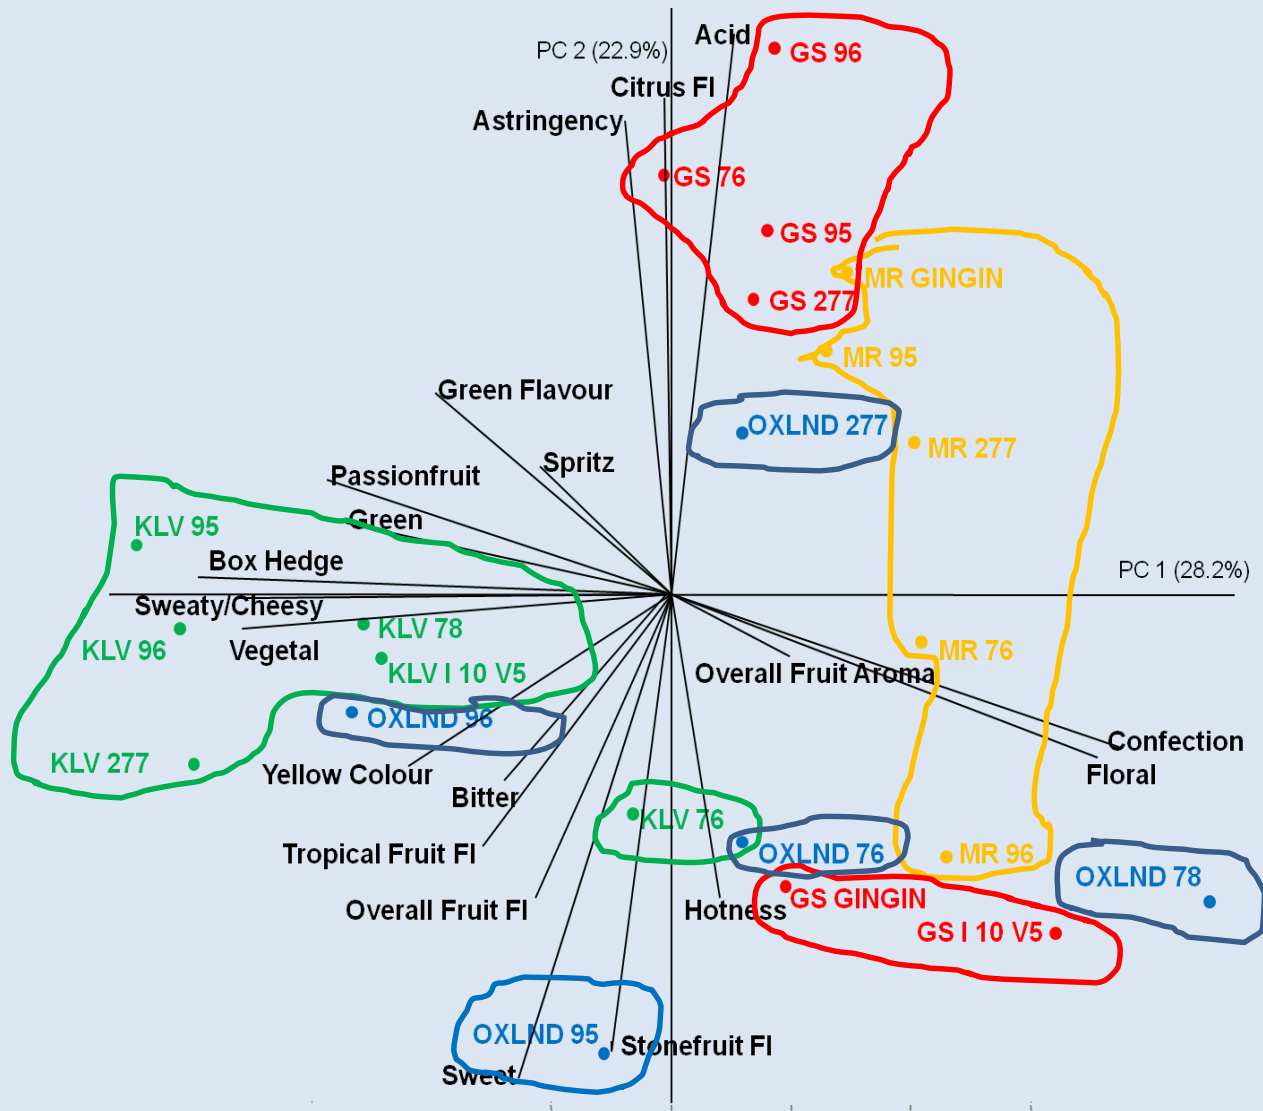 Acid
PC 2 (22.9%)
GS 96
Citrus Fl
Astringency
GS 76
GS 95
MR GINGIN
GS 277
MR 95
Green Flavour
OXLND 277
MR 277
Spritz
Passionfruit
Green
KLV 95
Box Hedge
PC 1 (28.2%)
Sweaty/Cheesy
KLV 78
KLV 96
Vegetal
MR 76
KLV I 10 V5
Overall Fruit Aroma
OXLND 96
Confection
KLV 277
Yellow Colour
Floral
Bitter
KLV 76
Tropical Fruit Fl
OXLND 76
MR 96
OXLND 78
GS GINGIN
Overall Fruit Fl
Hotness
GS I 10 V5
OXLND 95
Stonefruit Fl
Sweet